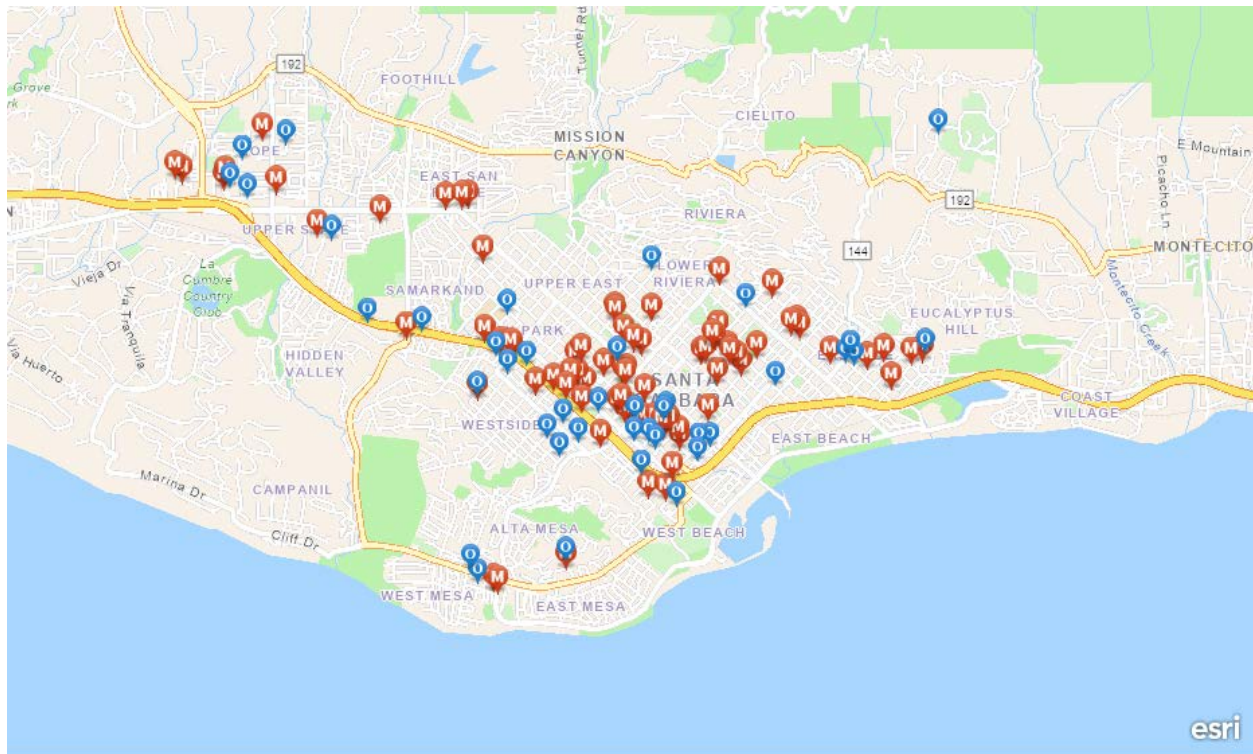 192
Tunnel Rd
FOOTHILL
Grove
CIELITO
MISSION
CANYON
E Mountain
EAST SAN
192
Picacho Ln
RIVIERA
UPPER
144
MONTECITO
Vieja Dr
La
Cumbre
Country
Club
LOWER
RIVIERA
UPPER EAST
Via Tranquila
SAMARKAND
Montecito Creek
EUCALYPTUS
HILL
PARK
Via Huerto
HIDDEN
VALLEY
SANTA
COAST
VILLAGE
WESTSIDE
EAST BEACH
Marina Dr
CAMPANIL
ALTA MESA
WEST BEACH
Cliff Dr
WEST MESA
EAST MESA
esri